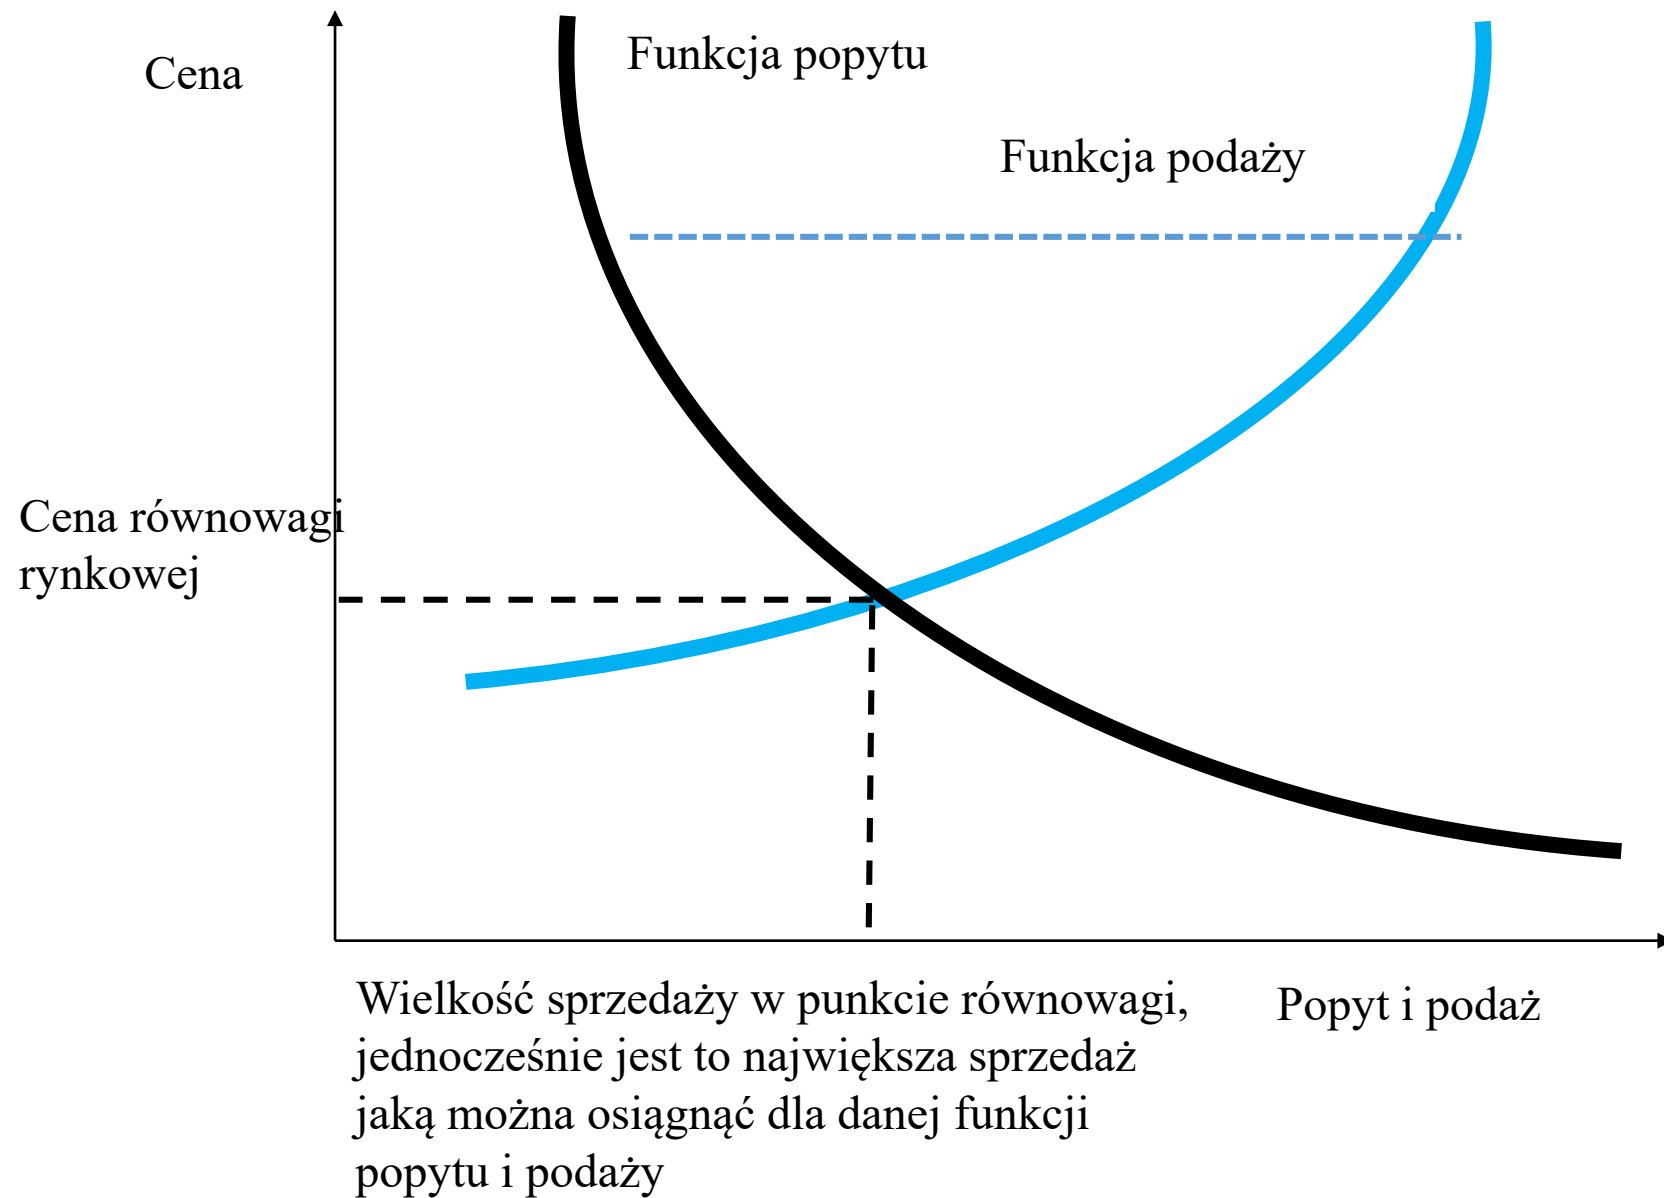 Cena
Funkcja popytu
Funkcja podaży
Cena równowagi
rynkowej
Wielkość sprzedaży w punkcie równowagi,
jednocześnie jest to największa sprzedaż
jaką można osiągnąć dla danej funkcji
popytu i podaży
Popyt i podaż